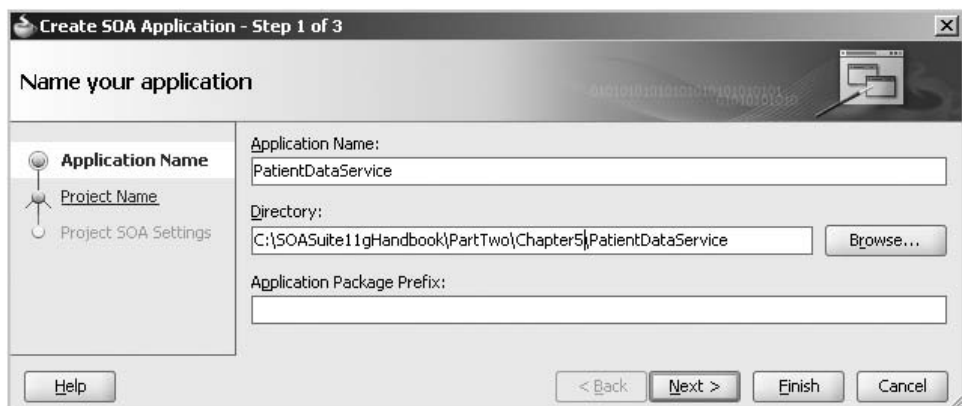 Create SOA Application - Step 1 of 3
Name your application
Application Name
Project Name
Project SOA Settings
Application Name:
PatientDataService
Directory:
C:\SOASuite11gHandbook\PartTwo\Chapter5\PatientDataService
Browse...
Application Package Prefix:
Help
< Back
Next >
Finish
Cancel